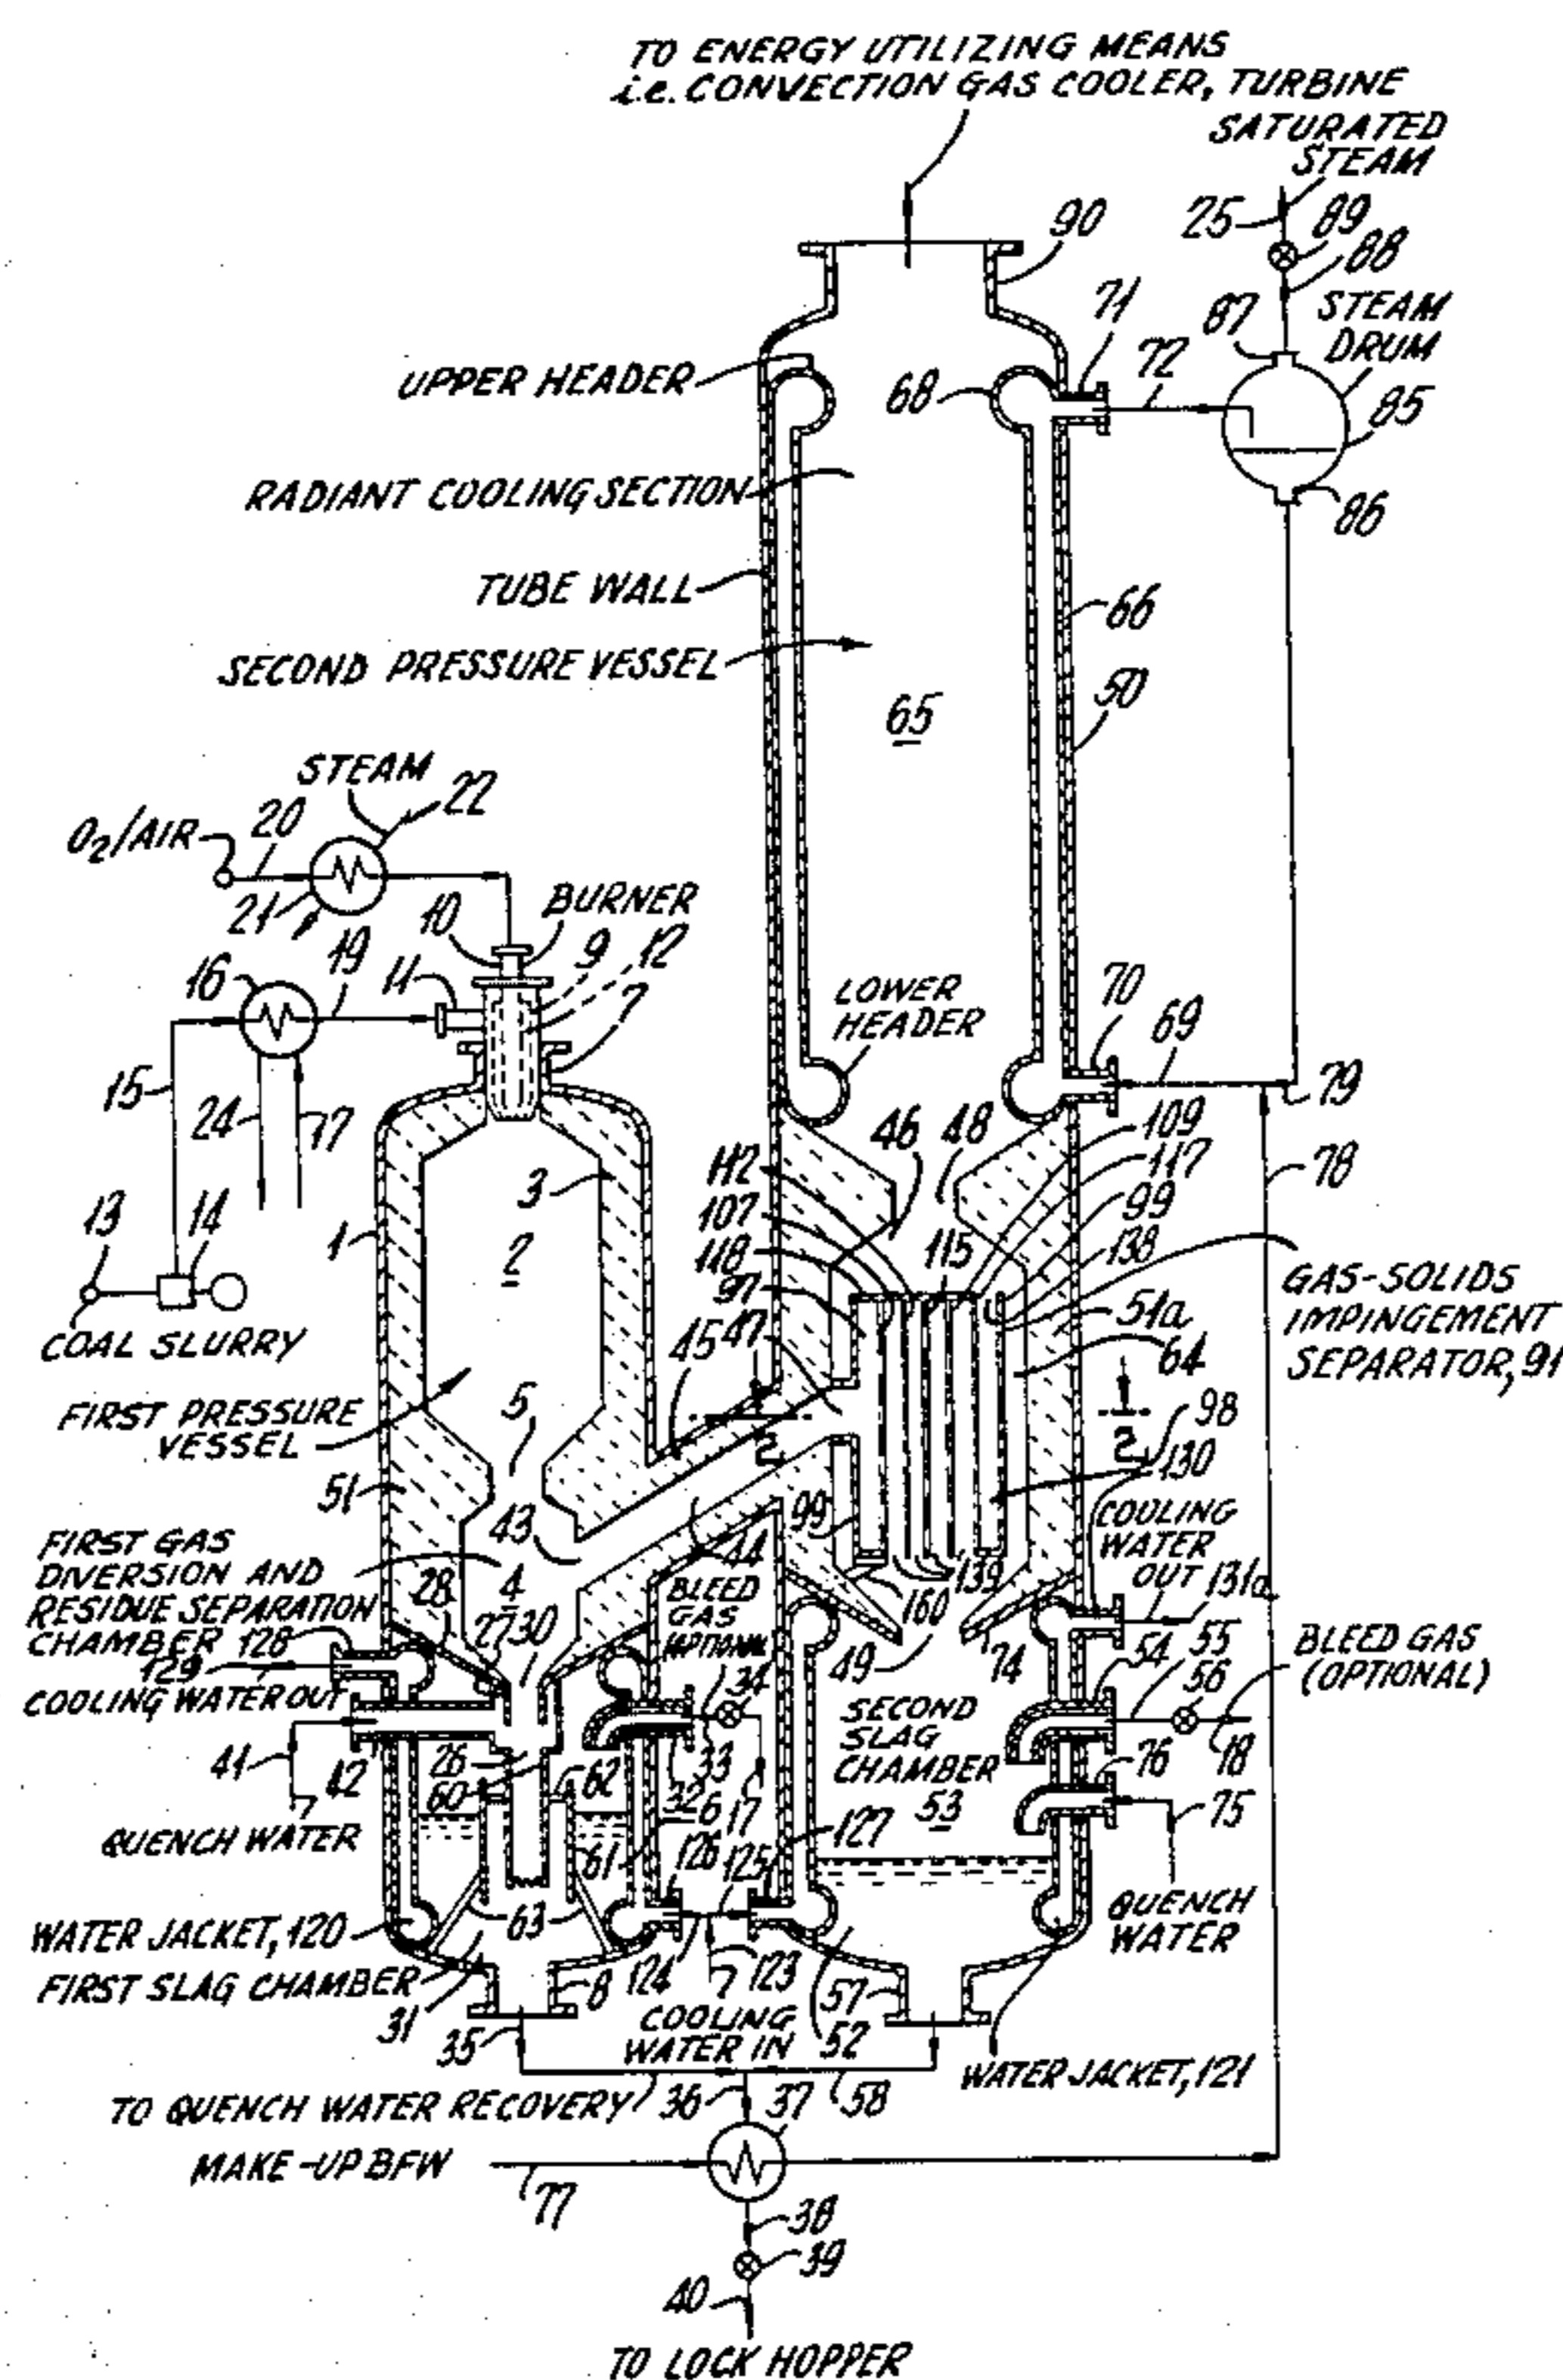 TO ENERGY UTILIZING MEANS
i.e. CONVECTION GAS COOLER, TURBINE
SATURATED
STEAM
25
89
88
90
71
87
STEAM
DRUM
72
UPPER HEADER
68
85
RADIANT COOLING SECTION
86
TUBE WALL
66
SECOND PRESSURE VESSEL
50
65
STEAM
22
O2/AIR
20
21
10
BURNER
9
12
16
19
11
7
LOWER
HEADER
70
69
15
24
17
79
46
48
109
112
117
78
3
107
99
13
14
1
2
118
115
138
97
GAS-SOLIDS
IMPINGEMENT
SEPARATOR, 91
51a
COAL SLURRY
45
47
64
FIRST PRESSURE
VESSEL
5
2
2
98
130
51
43
99
COOLING
WATER
OUT
131a
FIRST GAS
DIVERSION AND
RESIDUE SEPARATION
CHAMBER
28
4
44
139
27
30
BLEED
GAS
(OPTIONAL)
160
128
129
49
74
54
55
BLEED GAS
(OPTIONAL)
COOLING WATER OUT
34
56
SECOND
SLAG
CHAMBER
53
41
42
26
33
18
60
62
32
76
6
17
75
QUENCH WATER
127
61
126
125
QUENCH
WATER
WATER JACKET, 120
63
FIRST SLAG CHAMBER
8
124
123
57
31
35
COOLING
WATER IN
52
WATER JACKET, 121
TO QUENCH WATER RECOVERY
36
37
58
MAKE-UP BFW
77
38
39
40
TO LOCK HOPPER